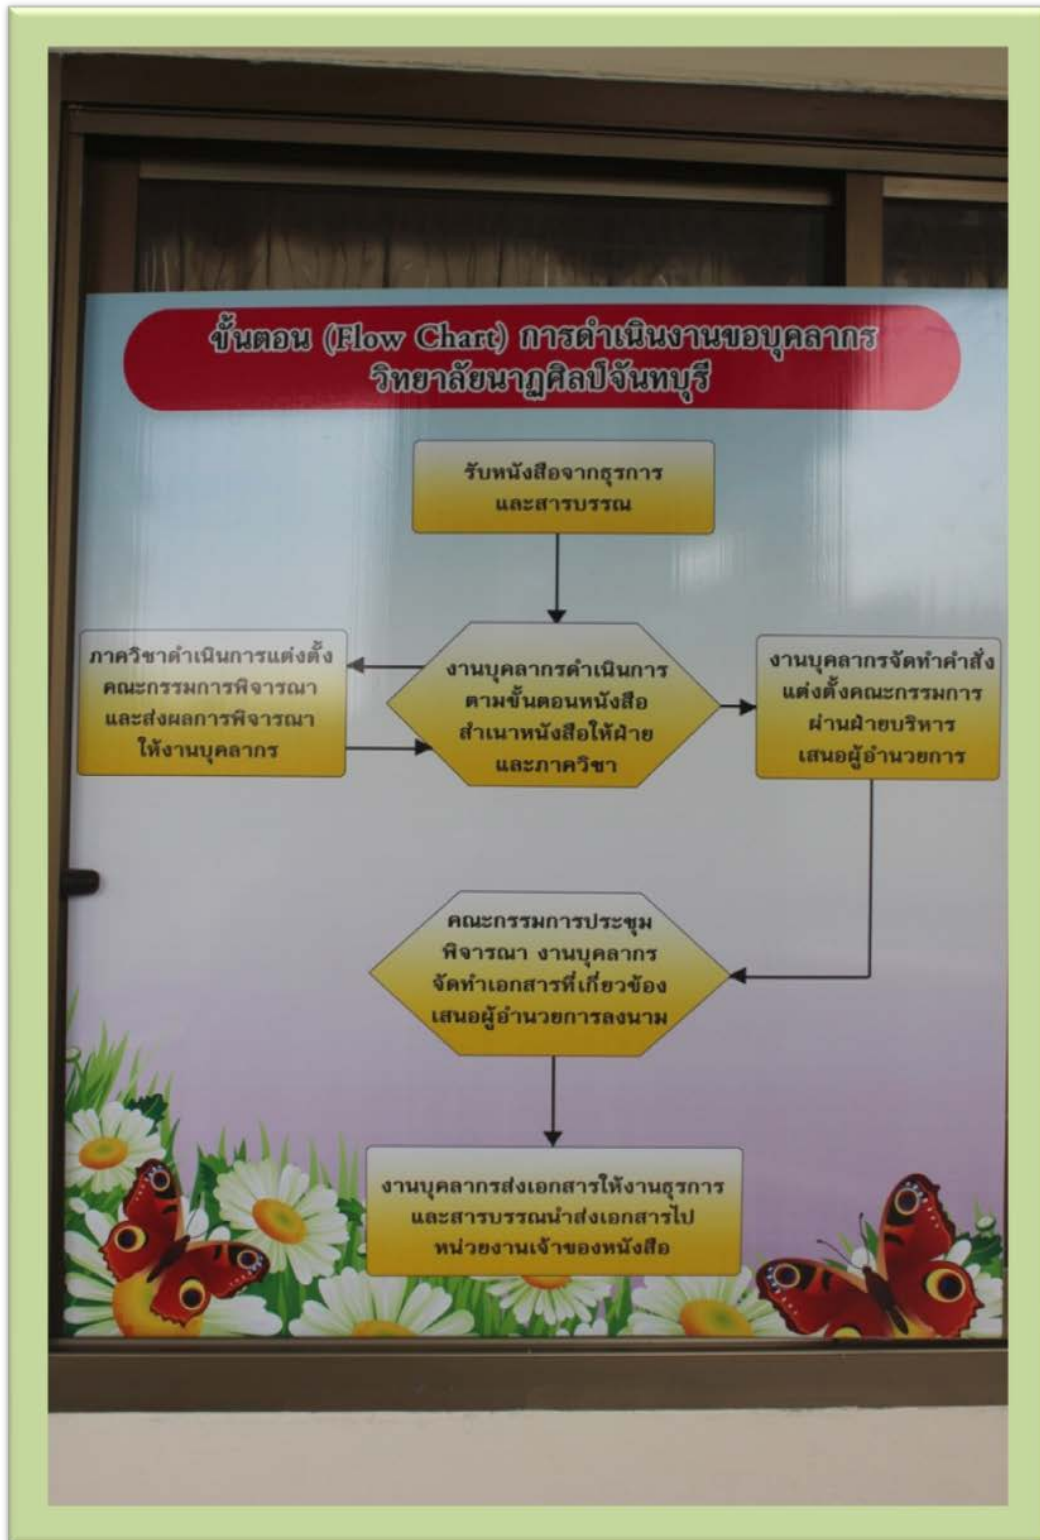 ขั้นตอน (Flow Chart) การดำเนินงานขอบุคลากร
วิทยาลัยนาฏศิลป์จันทบุรี
รับหนังสือจากธุรการ
และสารบรรณ
ภาควิชาดำเนินการแต่งตั้ง
คณะกรรมการพิจารณา
และส่งผลการพิจารณา
ให้งานบุคลากร
งานบุคลากรดำเนินการ
ตามขั้นตอนหนังสือ
สำเนาหนังสือให้ฝ่าย
และภาควิชา
งานบุคลากรจัดทำคำสั่ง
แต่งตั้งคณะกรรมการ
ผ่านฝ่ายบริหาร
เสนอผู้อำนวยการ
คณะกรรมการประชุม
พิจารณา งานบุคลากร
จัดทำเอกสารที่เกี่ยวข้อง
เสนอผู้อำนวยการลงนาม
งานบุคลากรส่งเอกสารให้งานธุรการ
และสารบรรณนำส่งเอกสารไป
หน่วยงานเจ้าของหนังสือ